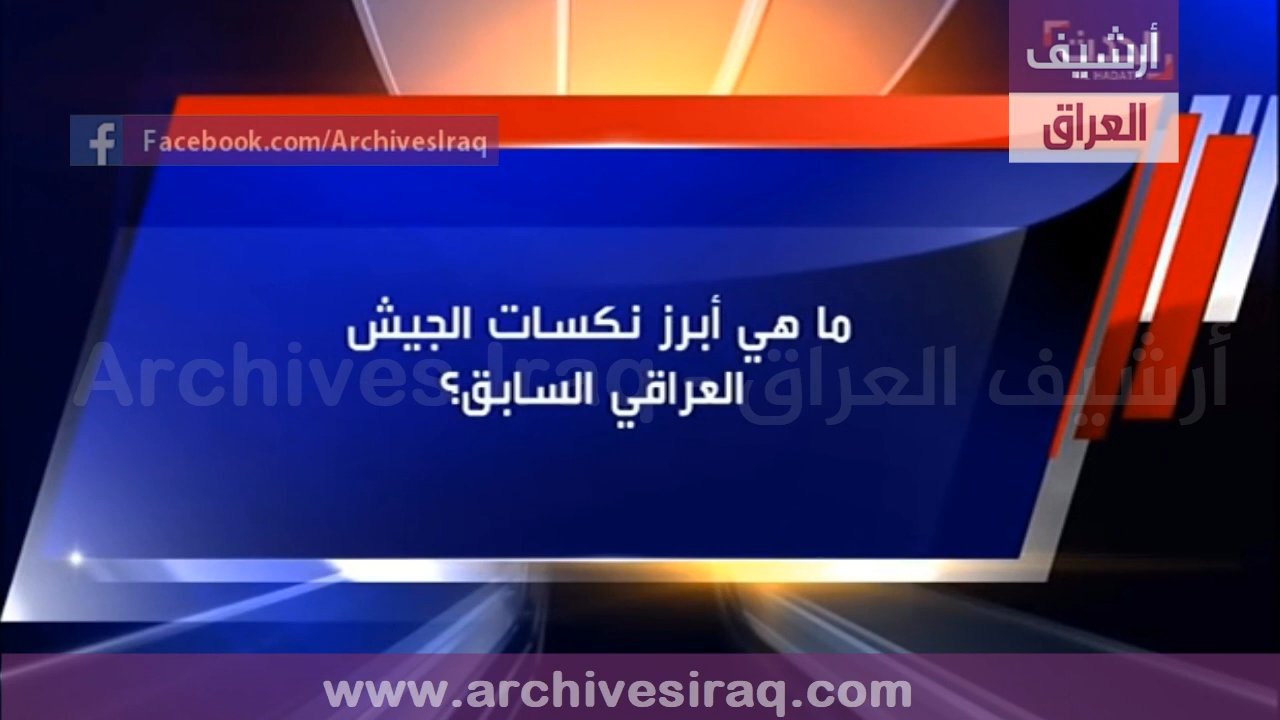 أرشيف
العراق
Facebook.com/ArchivesIraq
ما هي أبرز نكسات الجيش
العراقي السابق؟
Archives Iraq - أرشيف العراق
www.archivesiraq.com